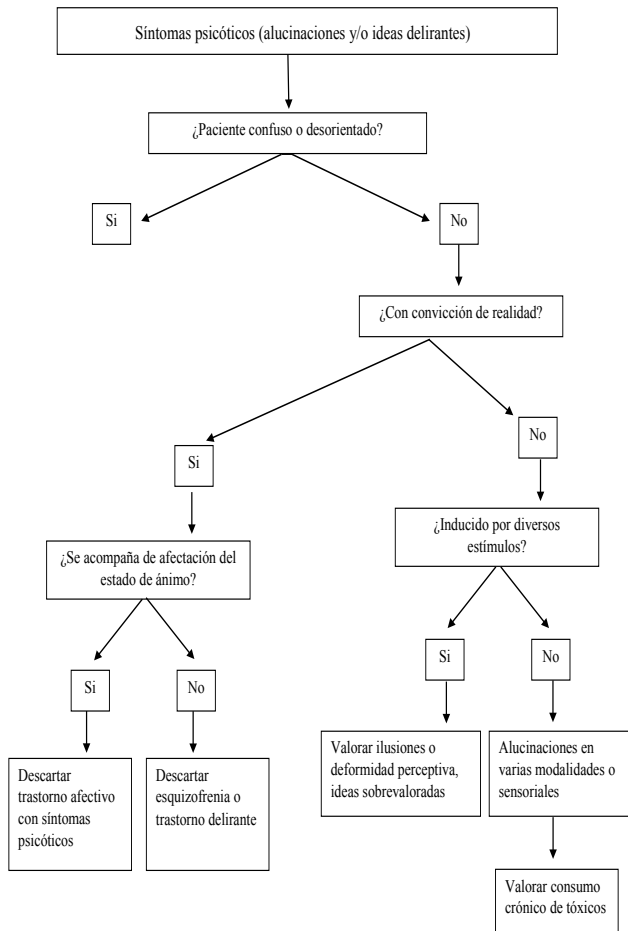 Síntomas psicóticos (alucinaciones y/o ideas delirantes)
¿Paciente confuso o desorientado?
Si
No
¿Con convicción de realidad?
Si
No
¿Se acompaña de afectación del
estado de ánimo?
¿Inducido por diversos
estímulos?
Si
No
Si
No
Descartar
trastorno afectivo
con síntomas
psicóticos
Descartar
esquizofrenia o
trastorno delirante
Valorar ilusiones o
deformidad perceptiva,
ideas sobrevaloradas
Alucinaciones en
varias modalidades o
sensoriales
Valorar consumo
crónico de tóxicos